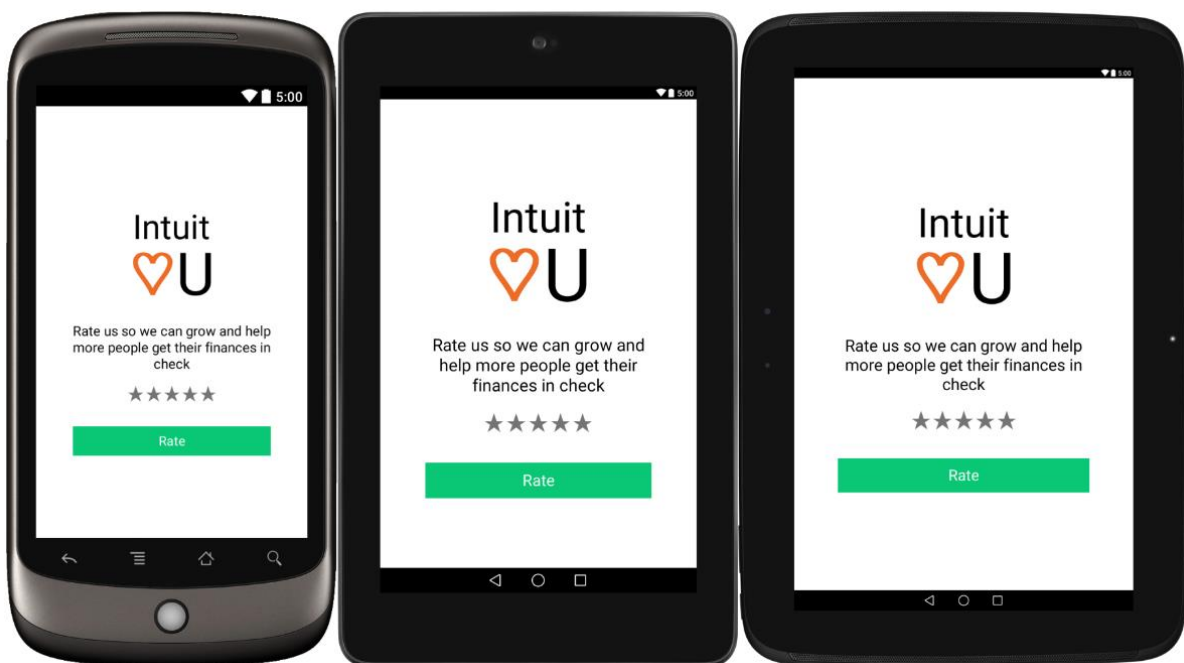 5:00
Intuit
♡U
Rate us so we can grow and help
more people get their finances in
check
★★★★★
Rate
5:00
Intuit
♡U
Rate us so we can grow and
help more people get their
finances in check
★★★★★
Rate
5:00
Intuit
♡U
Rate us so we can grow and help
more people get their finances in
check
★★★★★
Rate